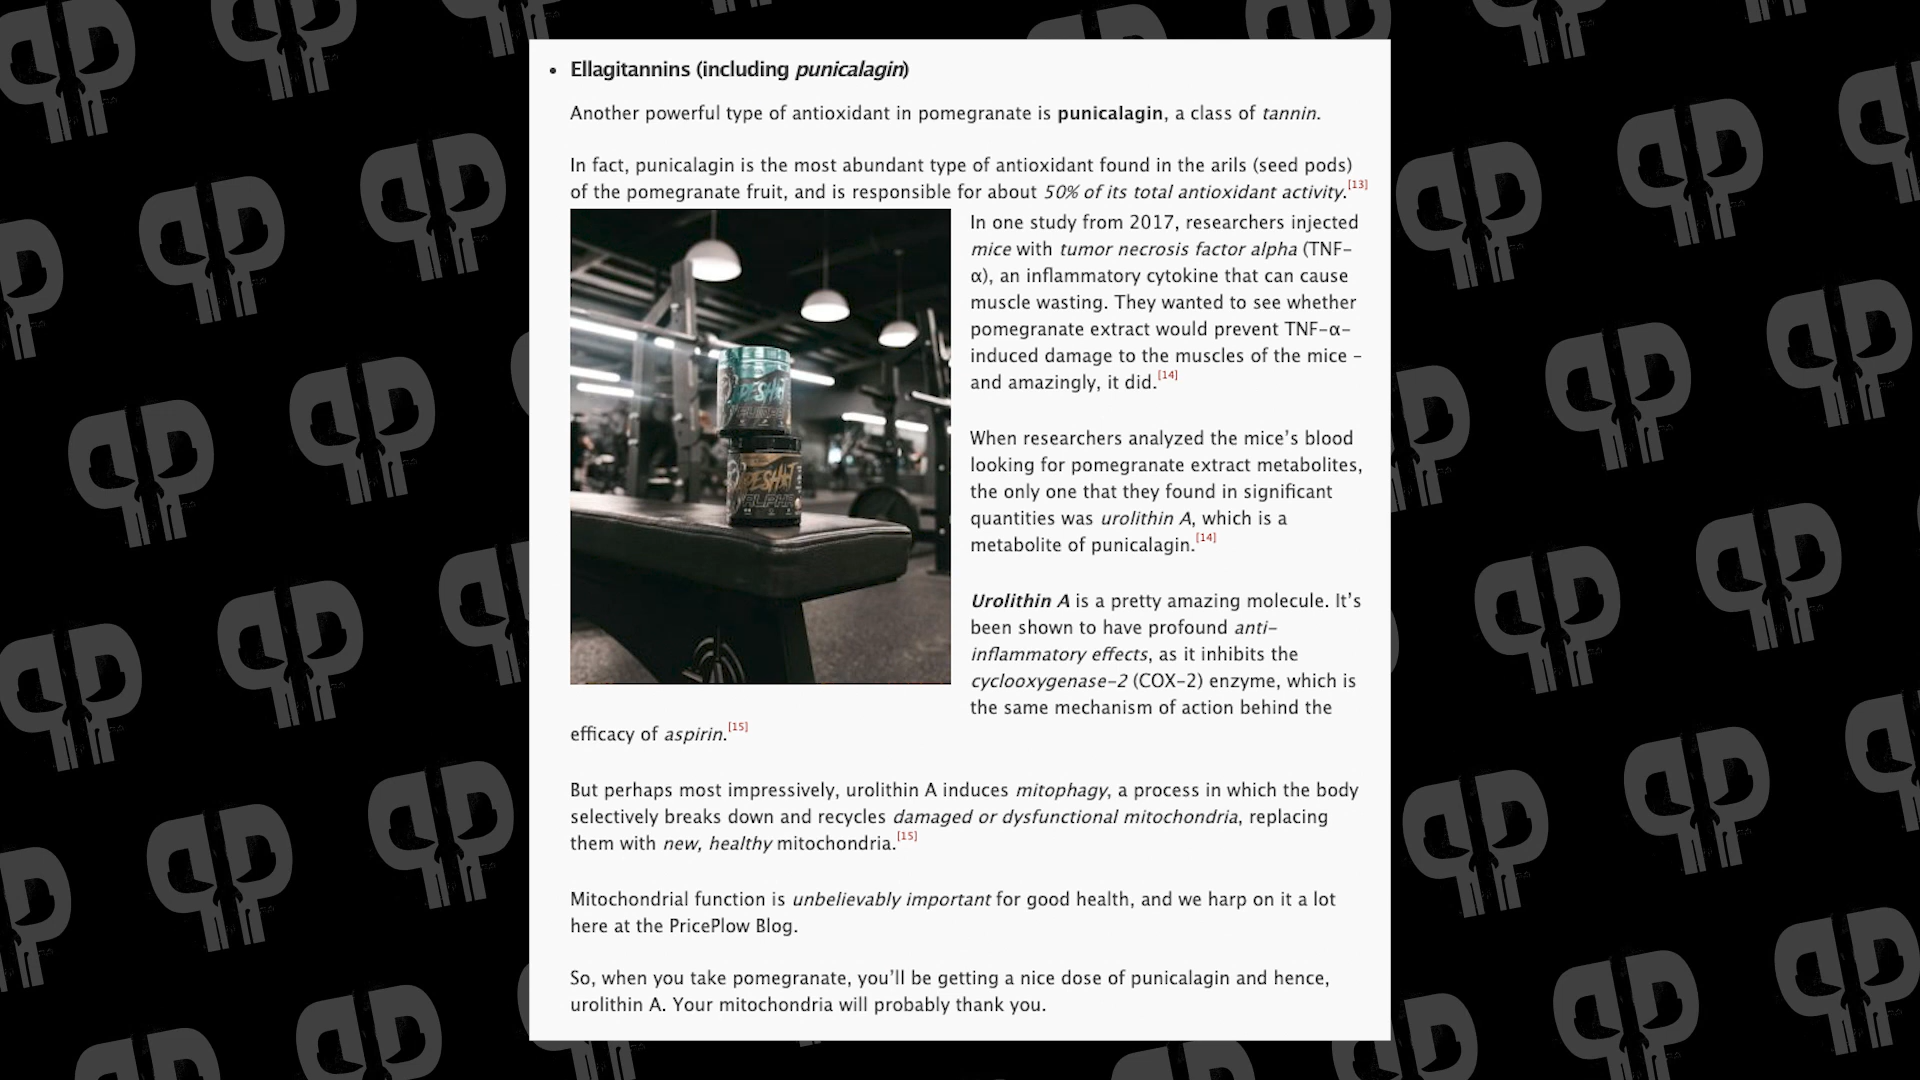 • Ellagitannins (including punicalagin)
Another powerful type of antioxidant in pomegranate is punicalagin, a class of tannin.
In fact, punicalagin is the most abundant type of antioxidant found in the arils (seed pods)
of the pomegranate fruit, and is responsible for about 50% of its total antioxidant activity.[13]
In one study from 2017, researchers injected
mice with tumor necrosis factor alpha (TNF-
α), an inflammatory cytokine that can cause
muscle wasting. They wanted to see whether
pomegranate extract would prevent TNF-α-
induced damage to the muscles of the mice –
and amazingly, it did.[14]
When researchers analyzed the mice’s blood
looking for pomegranate extract metabolites,
the only one that they found in significant
quantities was urolithin A, which is a
metabolite of punicalagin.[14]
Urolithin A is a pretty amazing molecule. It’s
been shown to have profound anti-
inflammatory effects, as it inhibits the
cyclooxygenase-2 (COX-2) enzyme, which is
the same mechanism of action behind the
efficacy of aspirin.[15]
But perhaps most impressively, urolithin A induces mitophagy, a process in which the body
selectively breaks down and recycles damaged or dysfunctional mitochondria, replacing
them with new, healthy mitochondria.[15]
Mitochondrial function is unbelievably important for good health, and we harp on it a lot
here at the PricePlow Blog.
So, when you take pomegranate, you’ll be getting a nice dose of punicalagin and hence,
urolithin A. Your mitochondria will probably thank you.